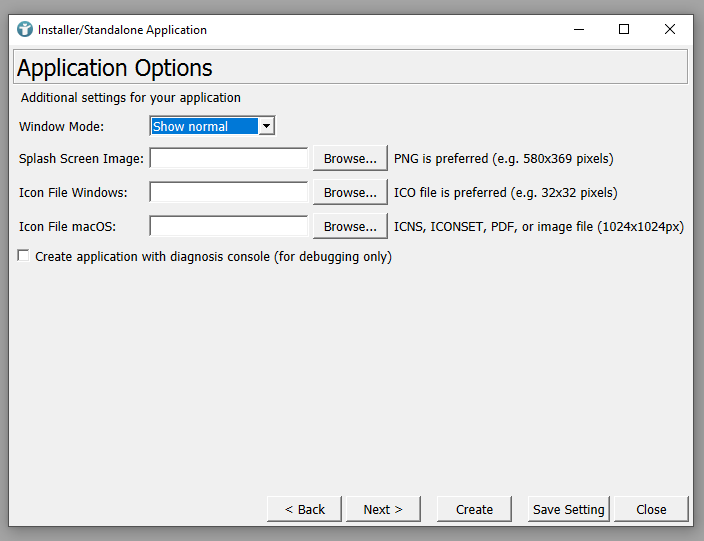 Installer/Standalone Application
Application Options
Additional settings for your application
Window Mode: Show normal
Splash Screen Image: Browse... PNG is preferred (e.g. 580x369 pixels)
Icon File Windows: Browse... ICO file is preferred (e.g. 32x32 pixels)
Icon File macOS: Browse... ICNS, ICONSET, PDF, or image file (1024x1024px)
Create application with diagnosis console (for debugging only)
< Back Next > Create Save Setting Close